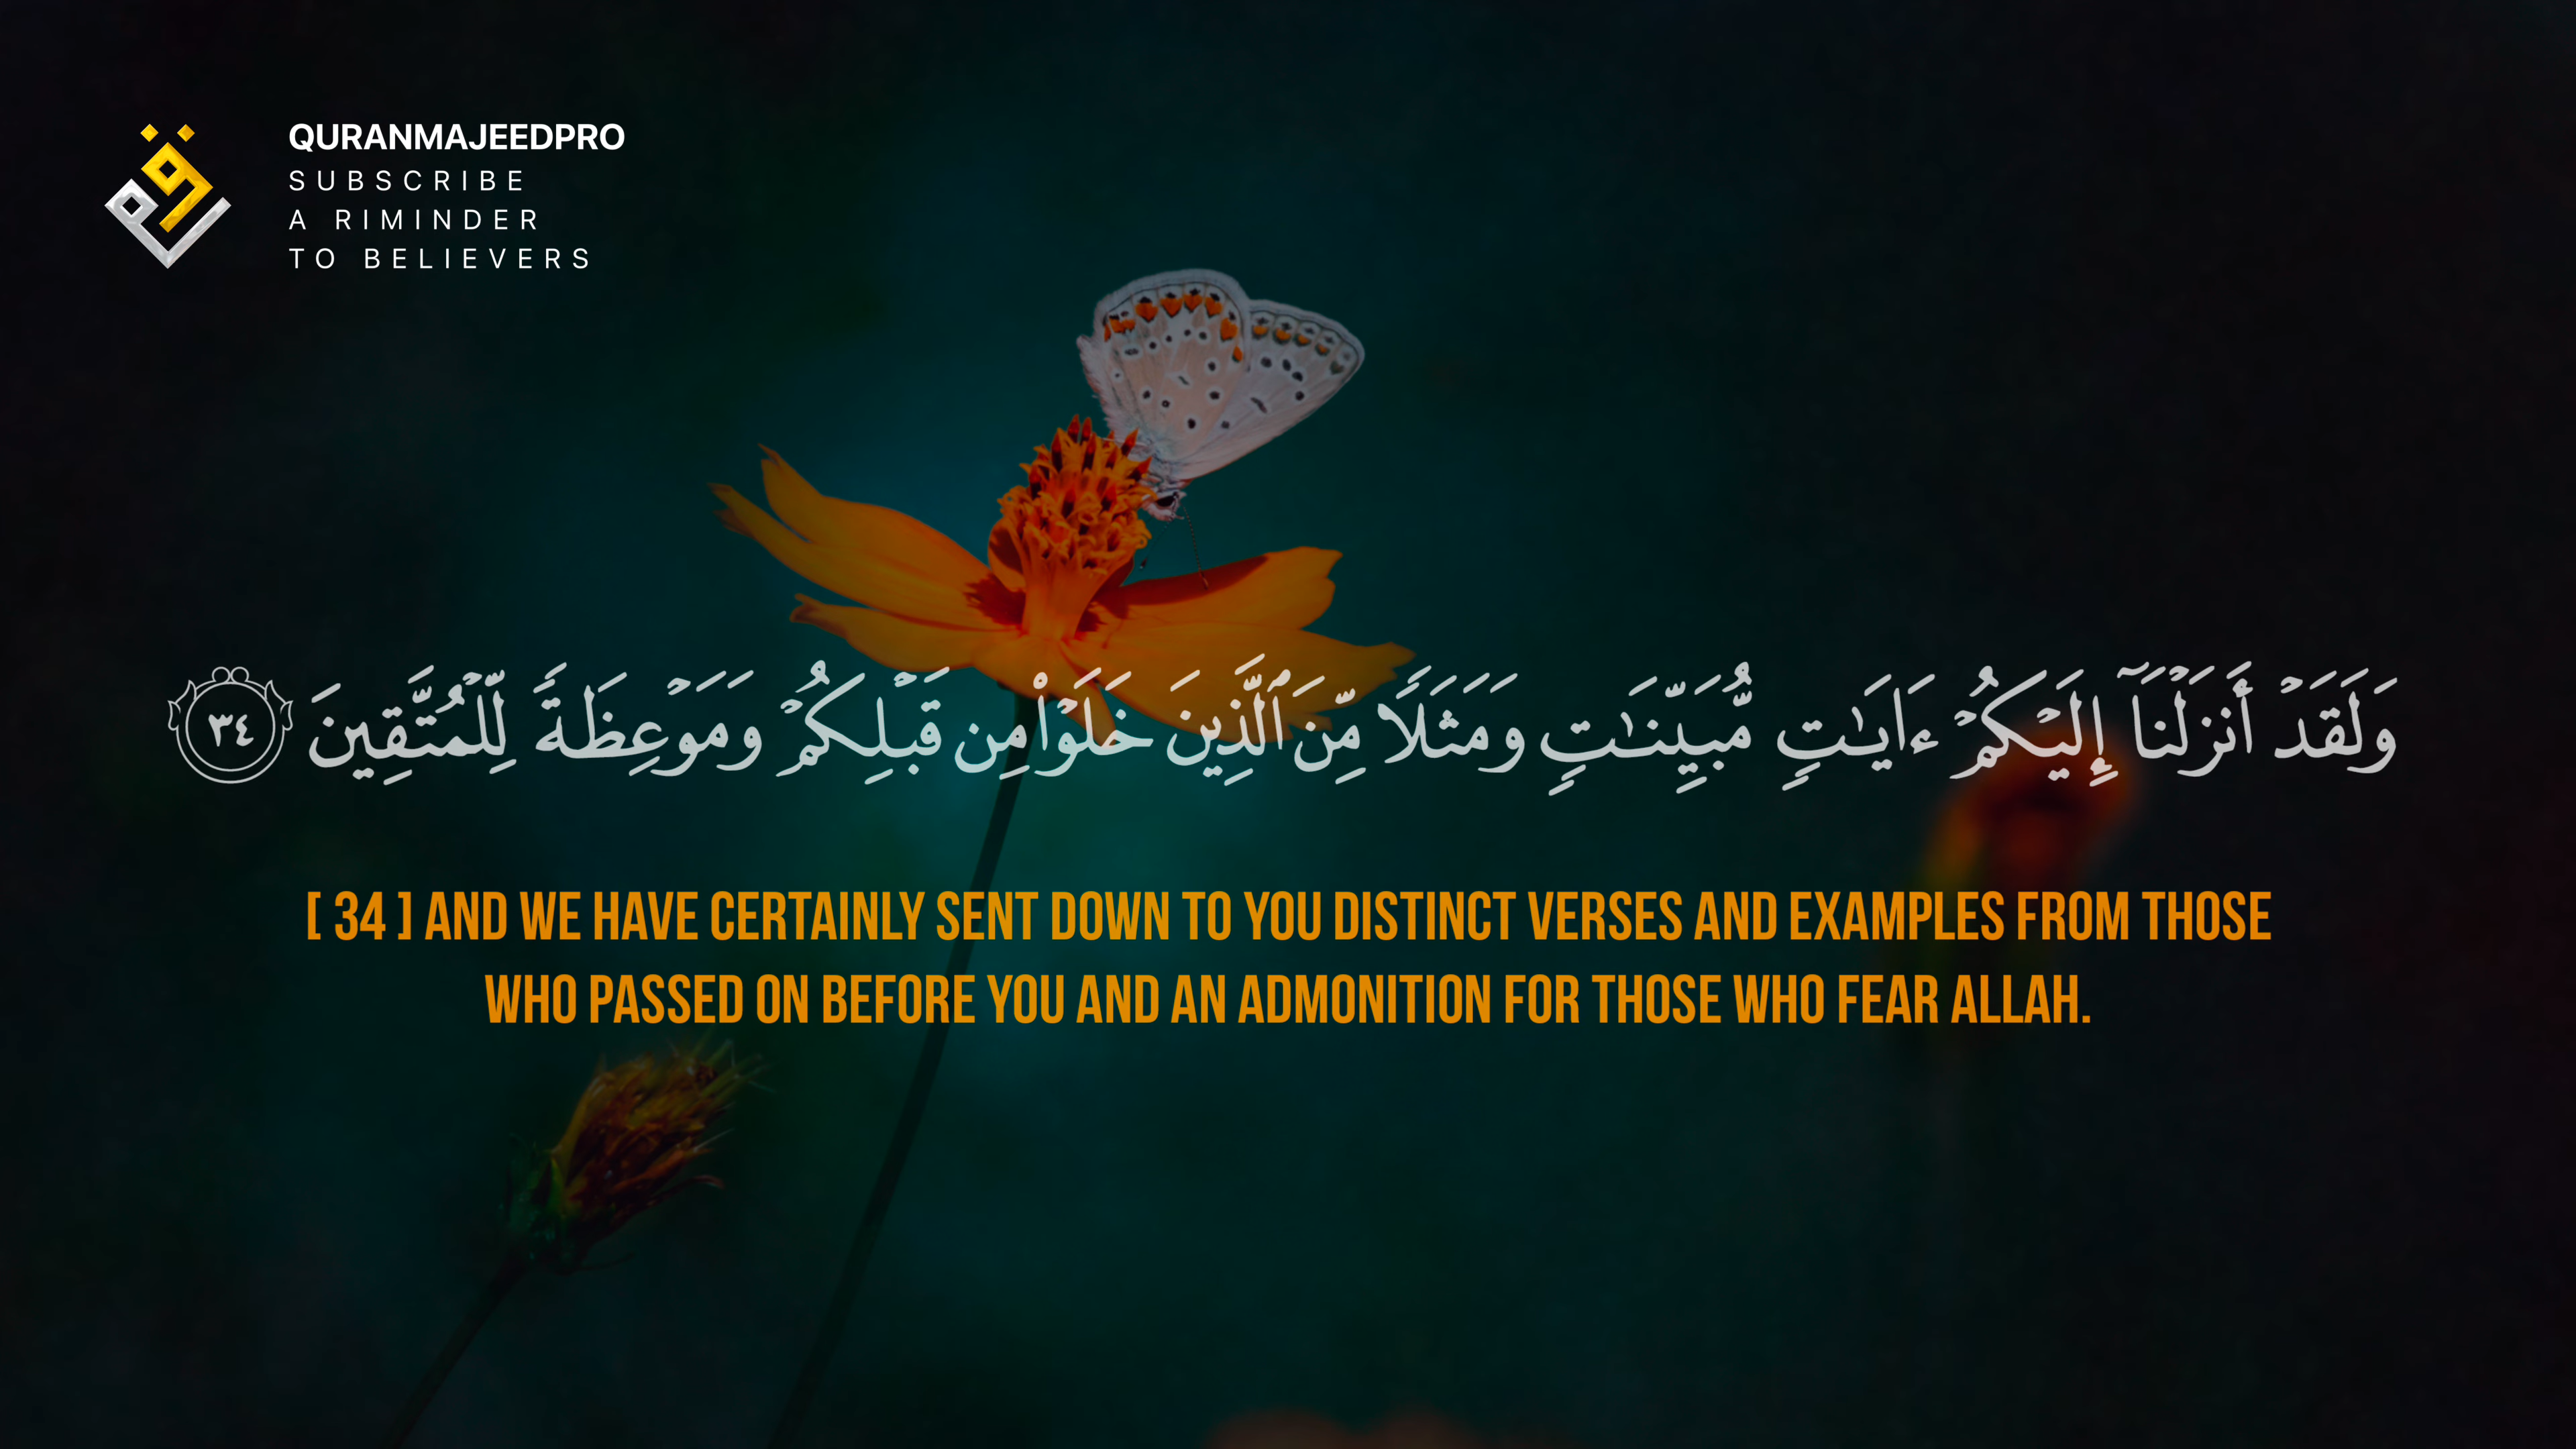 QURANMAJEEDPRO
SUBSCRIBE
A RIMINDER
TO BELIEVERS
وَلَقَدۡ أَنزَلۡنَآ إِلَيۡكُمۡ ءَايَٰتٖ مُّبَيِّنَٰتٖ وَمَثَلٗا مِّنَ ٱلَّذِينَ خَلَوۡاْ مِن قَبۡلِكُمۡ وَمَوۡعِظَةٗ لِّلۡمُتَّقِينَ ٣٤
[ 34 ] AND WE HAVE CERTAINLY SENT DOWN TO YOU DISTINCT VERSES AND EXAMPLES FROM THOSE
WHO PASSED ON BEFORE YOU AND AN ADMONITION FOR THOSE WHO FEAR ALLAH.